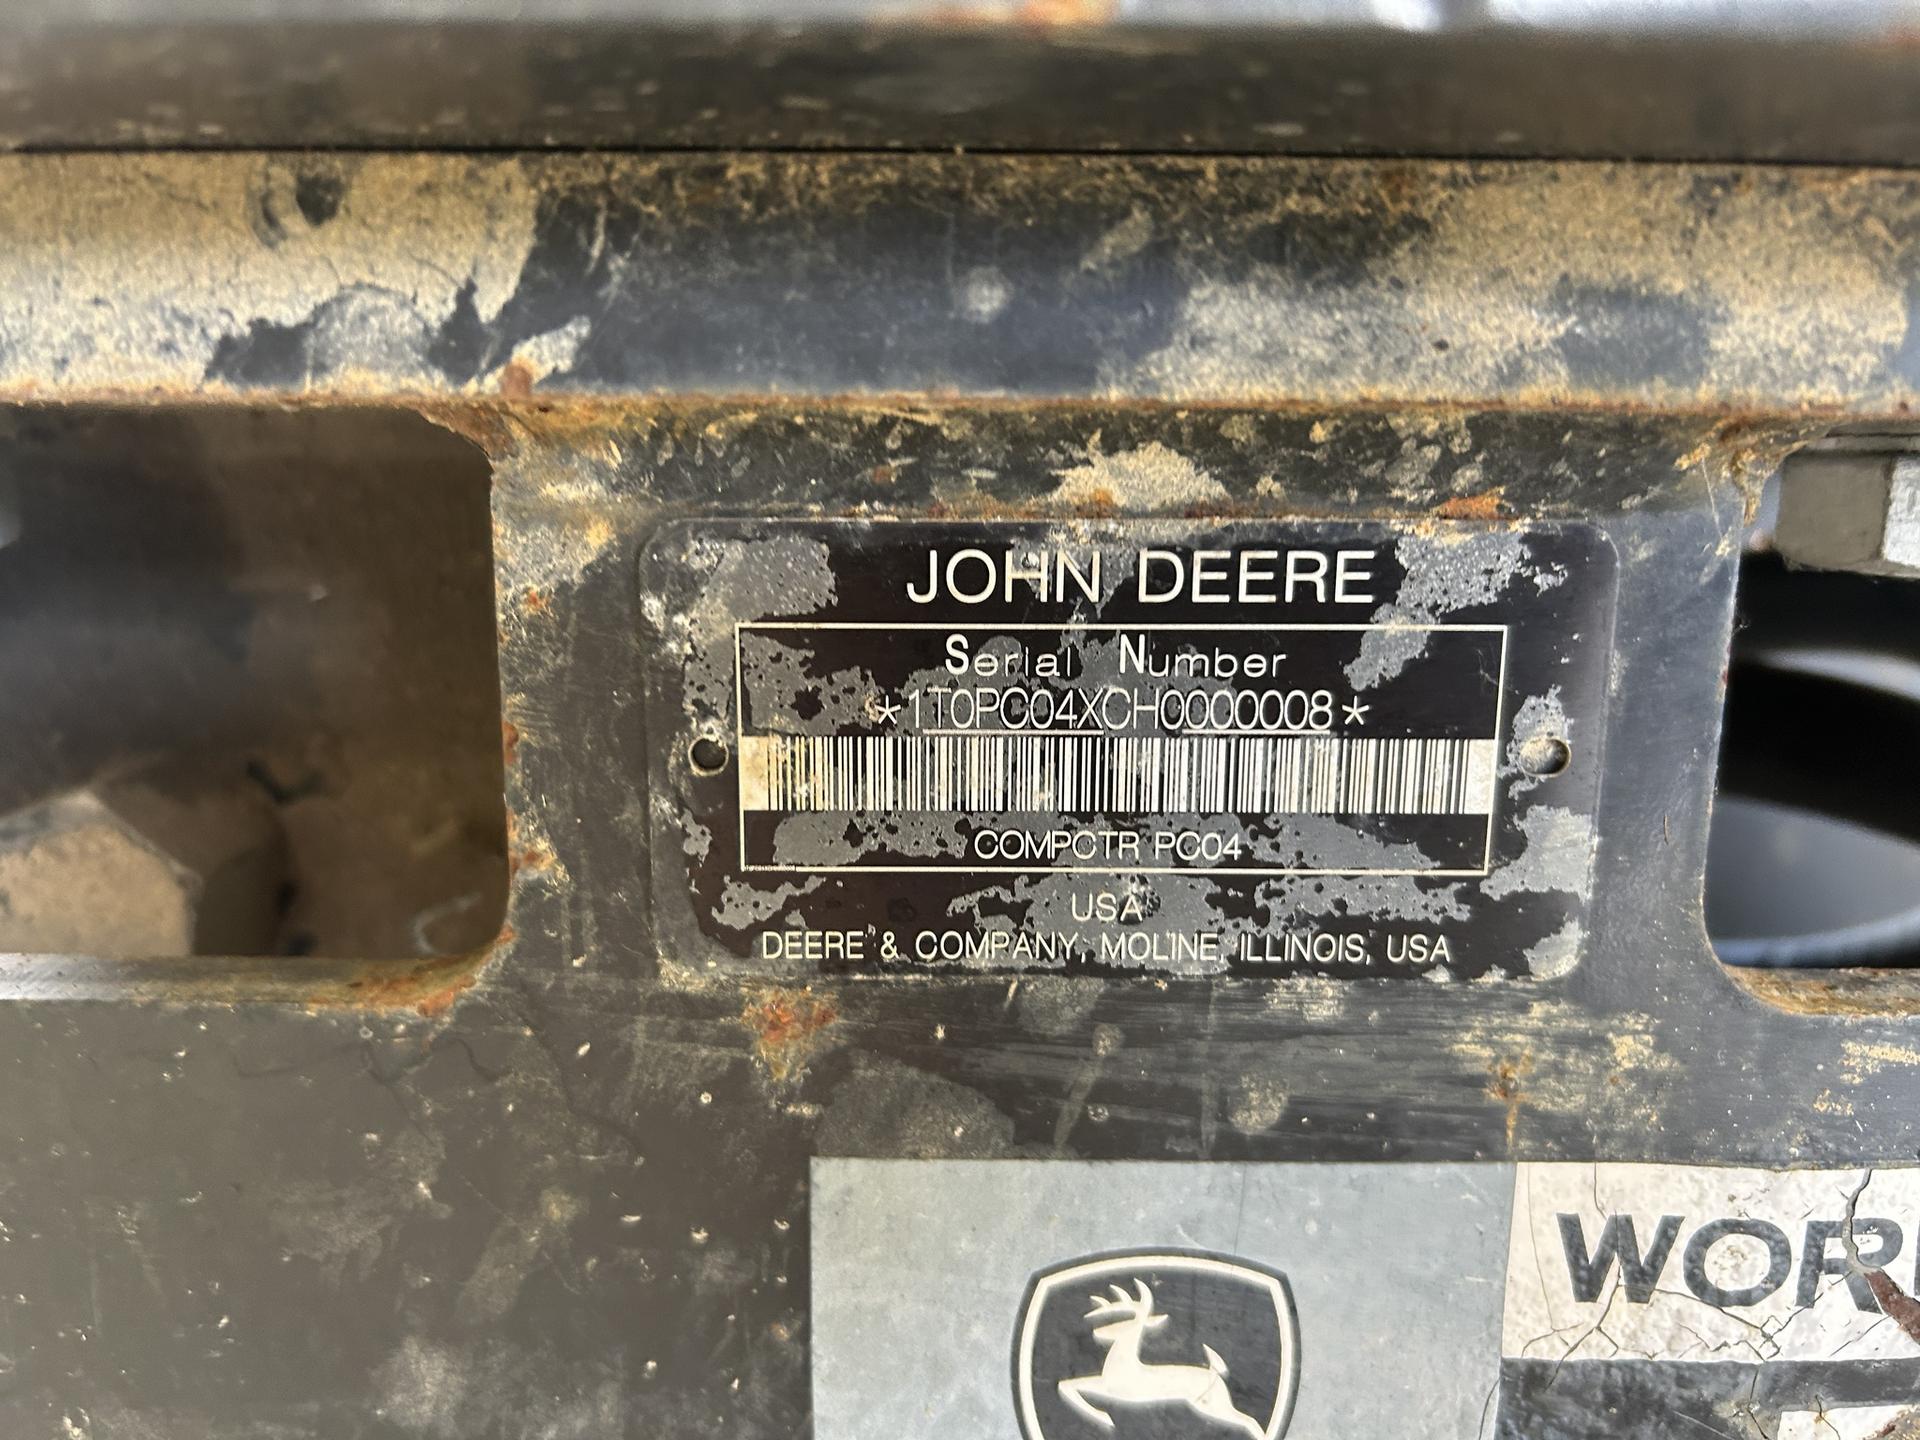 JOHN DEERE
Serial Number
*1T0PC04XCH0000008*
COMPCTR PC04
USA
DEERE & COMPANY, MOLINE, ILLINOIS, USA